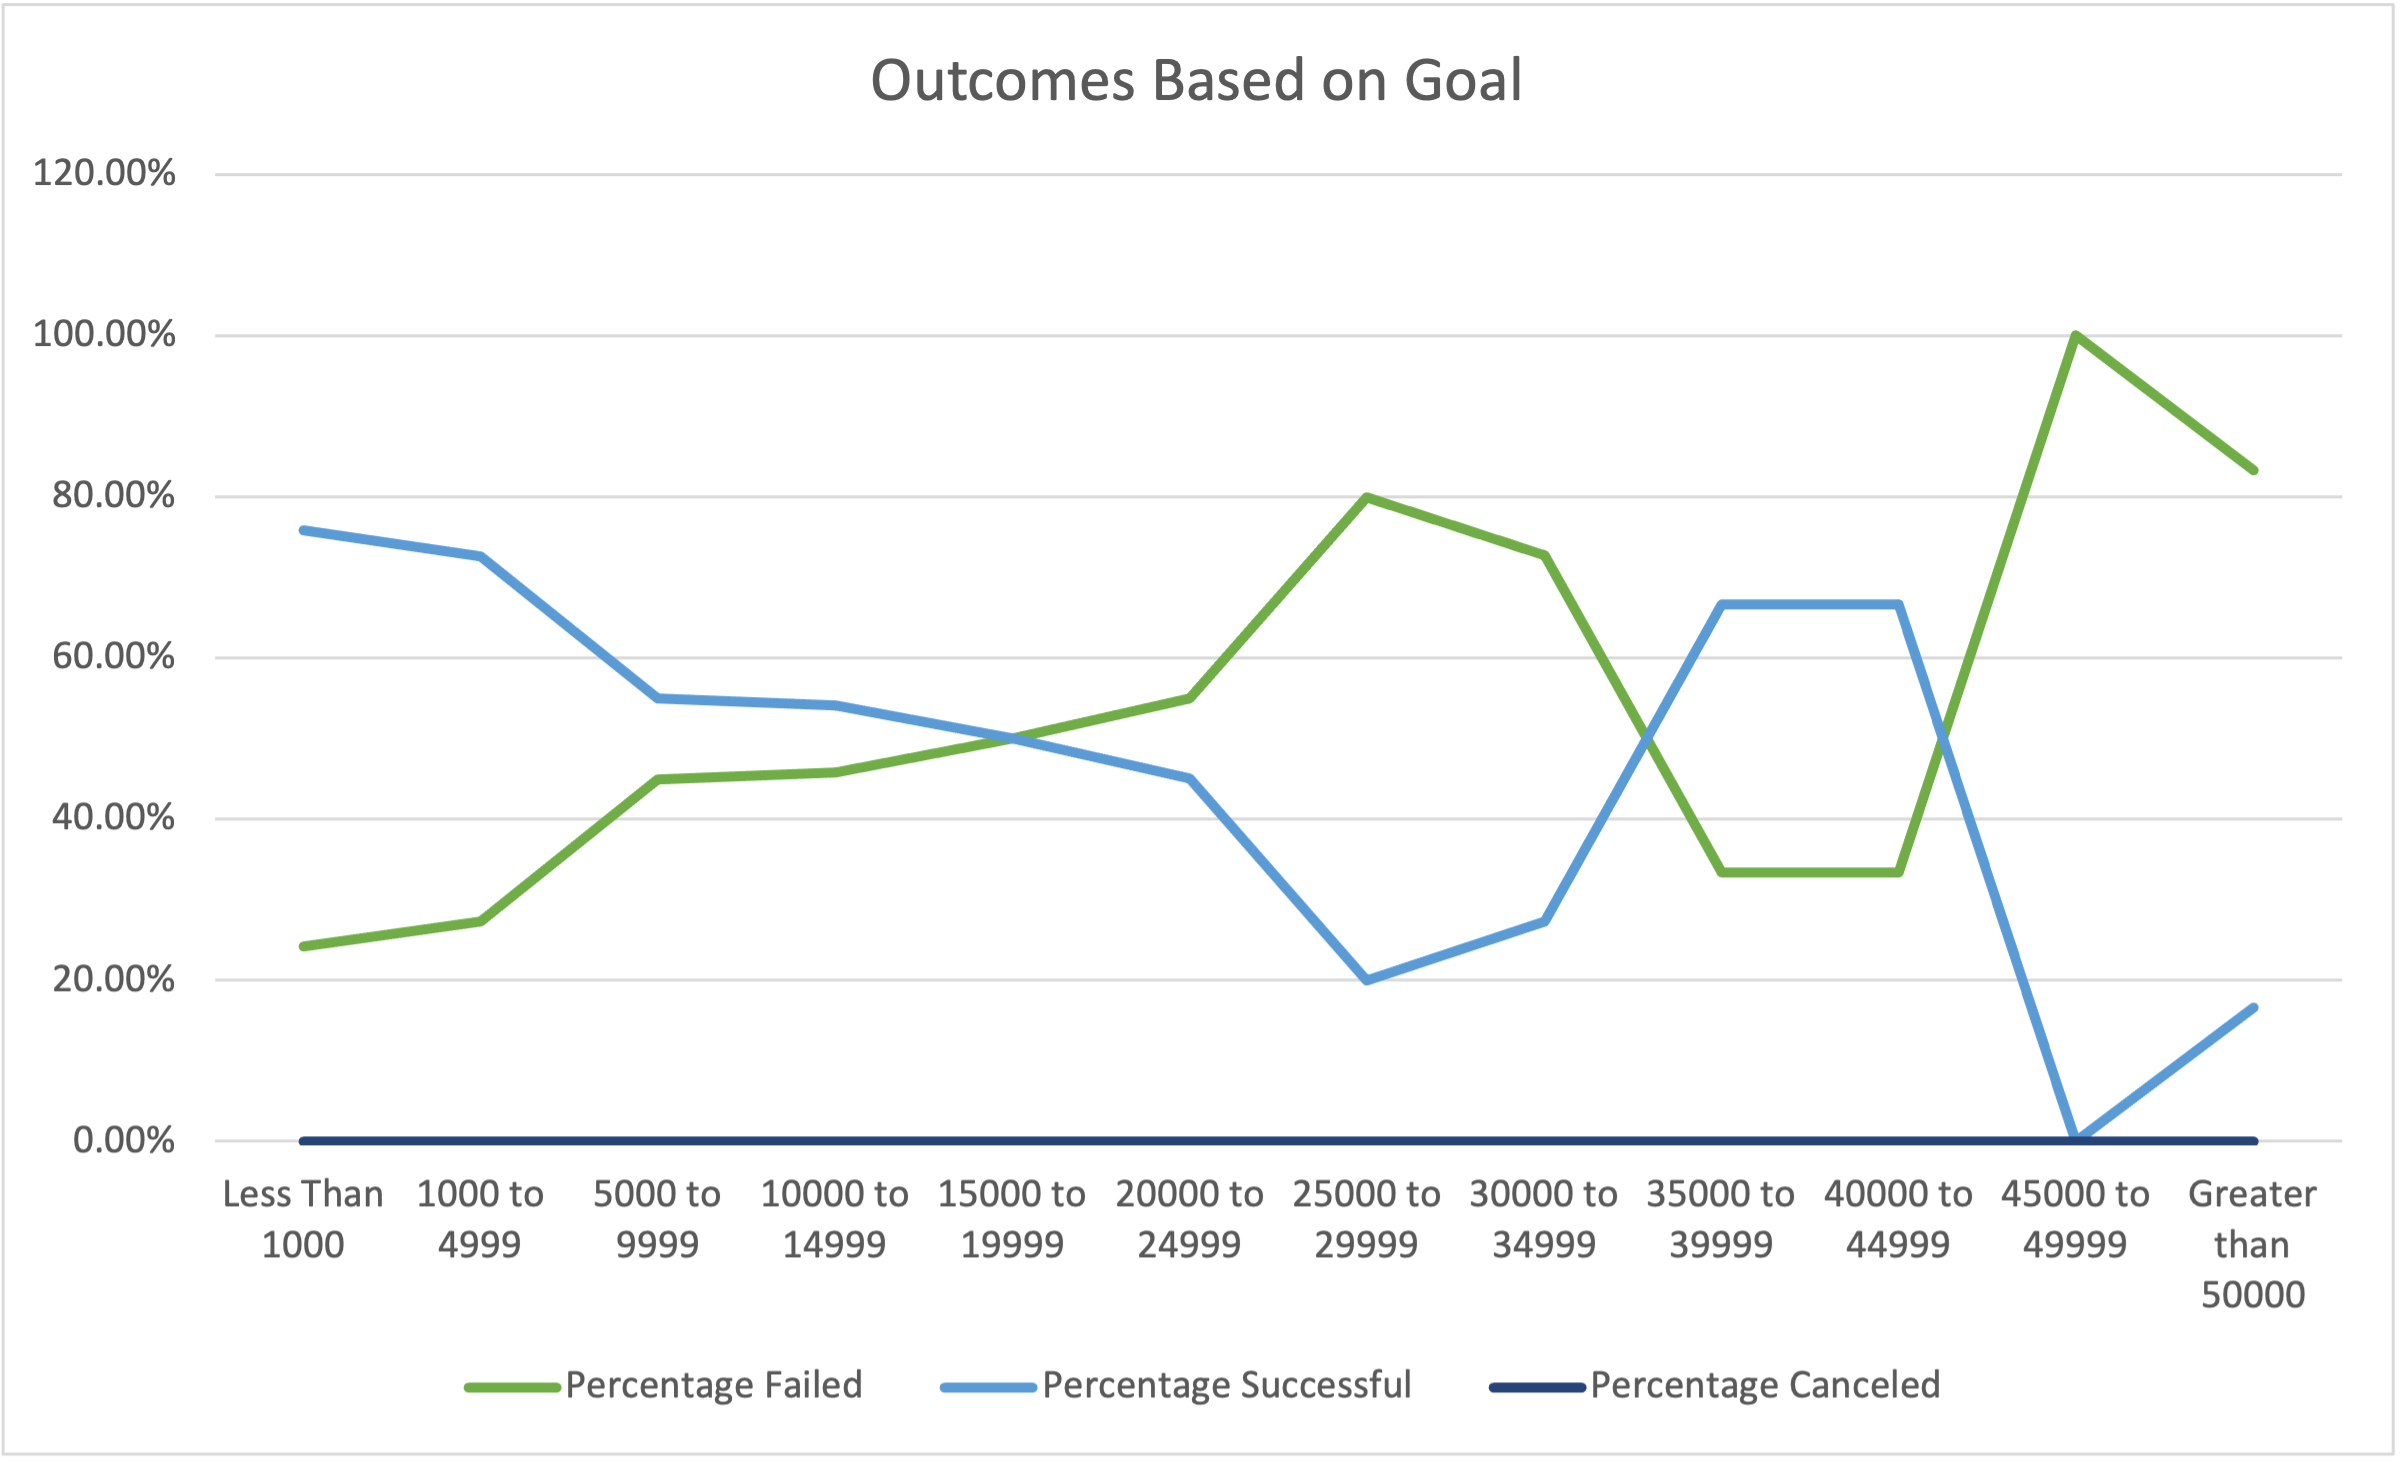 Outcomes Based on Goal
120.00%
100.00%
80.00%
60.00%
40.00%
20.00%
0.00%
Less Than
1000
1000 to
4999
5000 to
9999
10000 to
14999
15000 to
19999
20000 to
24999
25000 to
29999
30000 to
34999
35000 to
39999
40000 to
44999
45000 to
49999
Greater
than
50000
Percentage Failed
Percentage Successful
Percentage Canceled